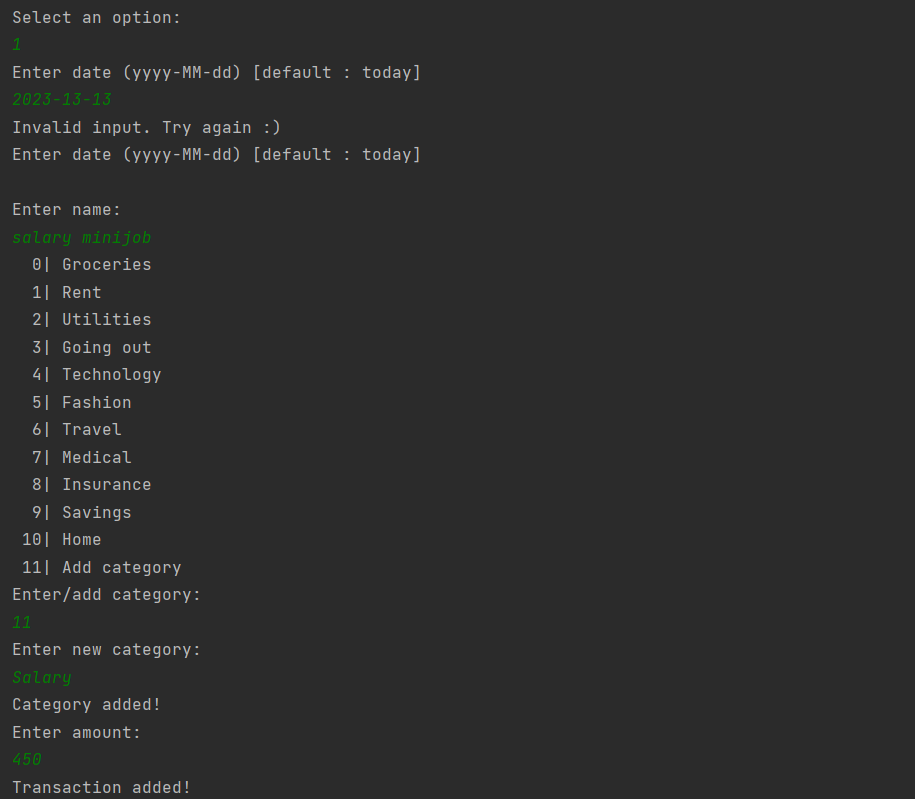 Select an option:
1
Enter date (yyyy-MM-dd) [default : today]
2023-13-13
Invalid input. Try again :)
Enter date (yyyy-MM-dd) [default : today]

Enter name:
salary minijob
  0| Groceries
  1| Rent
  2| Utilities
  3| Going out
  4| Technology
  5| Fashion
  6| Travel
  7| Medical
  8| Insurance
  9| Savings
 10| Home
 11| Add category
Enter/add category:
11
Enter new category:
Salary
Category added!
Enter amount:
450
Transaction added!